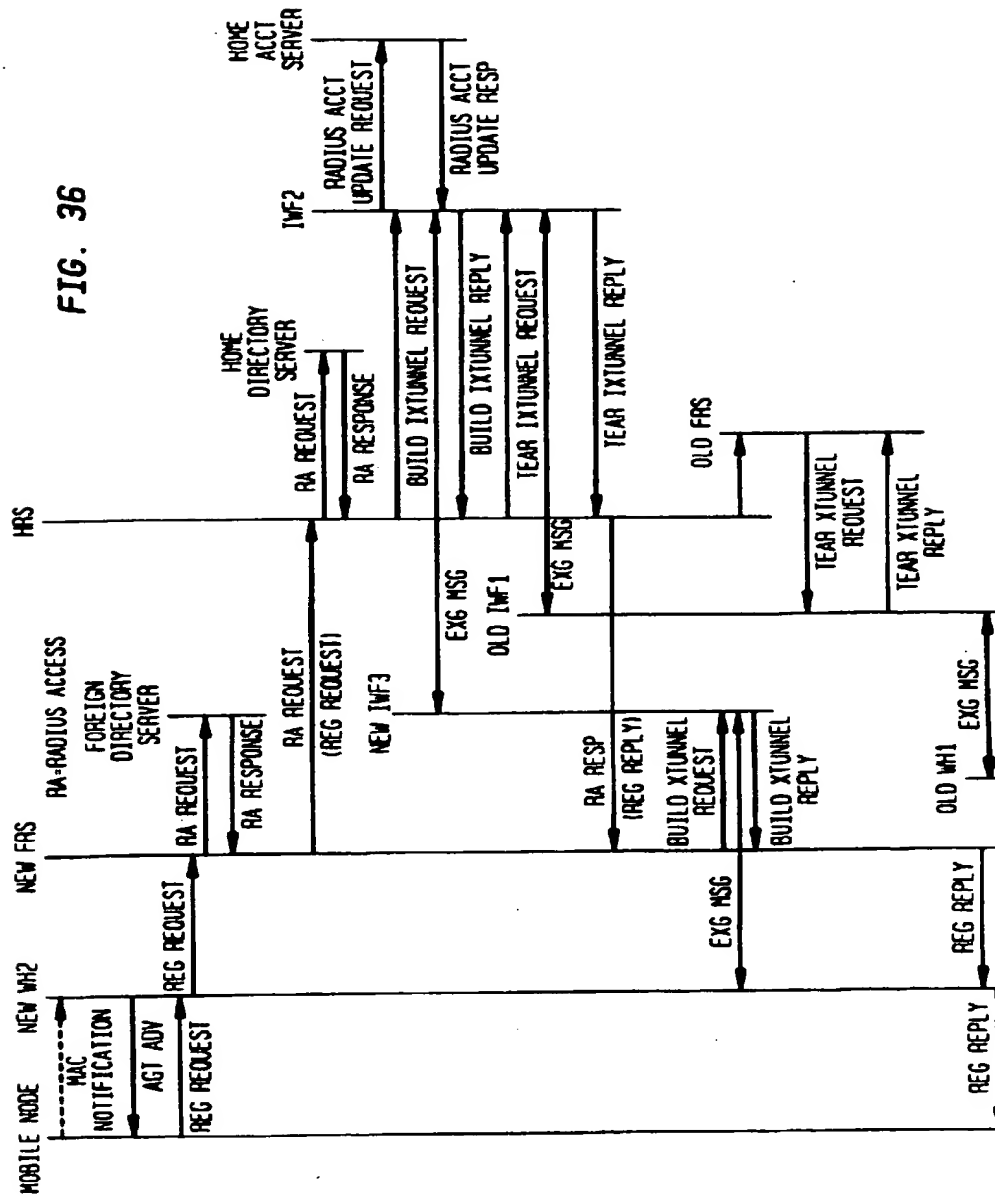 FIG. 36
MOBILE NODE
NEW WH2
NEW FRS
RA=RADIUS ACCESS
HRS
FOREIGN
DIRECTORY
SERVER
HOME
DIRECTORY
SERVER
IWF2
HOME
ACCT
SERVER
MAC
NOTIFICATION
AGT ADV
REG REQUEST
REG REQUEST
RA REQUEST
RA RESPONSE
RA REQUEST
(REG REQUEST)
RA REQUEST
RA RESPONSE
RADIUS ACCT
UPDATE REQUEST
RADIUS ACCT
UPDATE RESP
BUILD IXTUNNEL REQUEST
EXG MSG
NEW IWF3
BUILD IXTUNNEL REPLY
TEAR IXTUNNEL REQUEST
EXG MSG
OLD IWF1
TEAR IXTUNNEL REPLY
RA RESP
(REG REPLY)
OLD FRS
BUILD XTUNNEL
REQUEST
EXG MSG
BUILD XTUNNEL
REPLY
TEAR XTUNNEL
REQUEST
TEAR XTUNNEL
REPLY
OLD WH1
EXG MSG
REG REPLY
REG REPLY